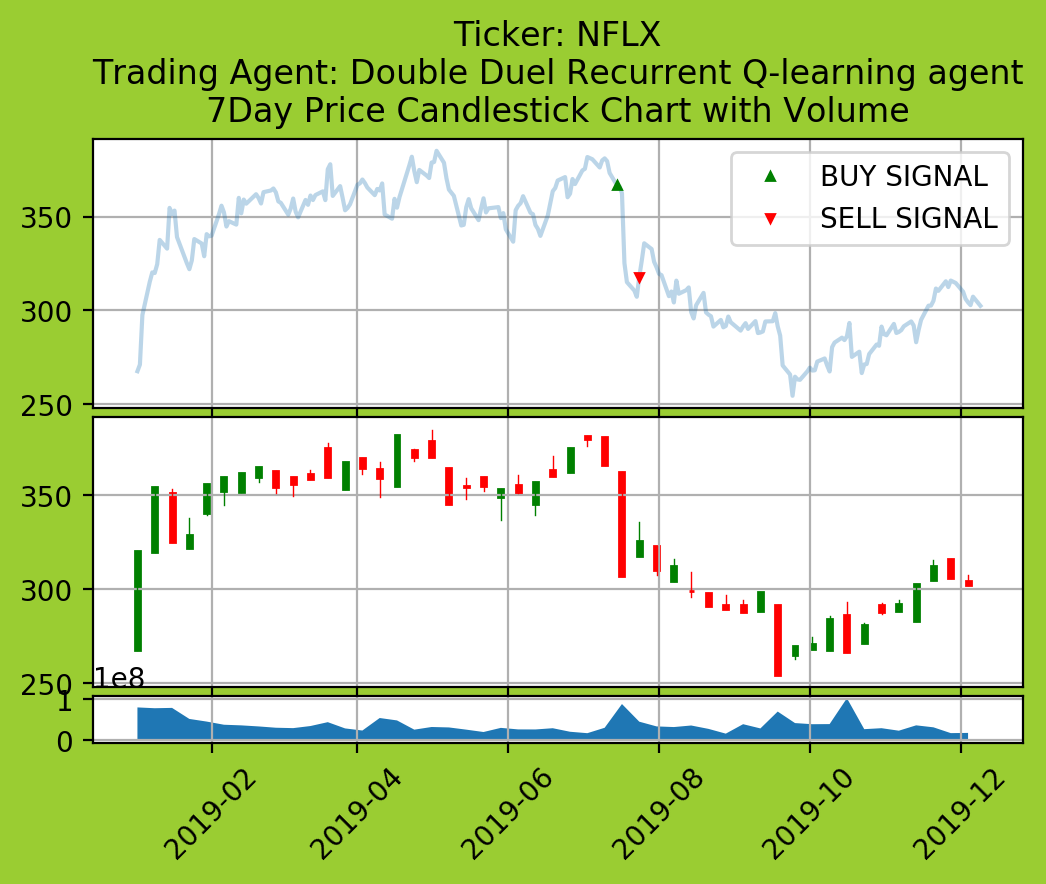 Ticker: NFLX
Trading Agent: Double Duel Recurrent Q-learning agent
7Day Price Candlestick Chart with Volume
BUY SIGNAL
SELL SIGNAL
350
300
250
350
300
250
1e8
1
0
2019-02
2019-04
2019-06
2019-08
2019-10
2019-12